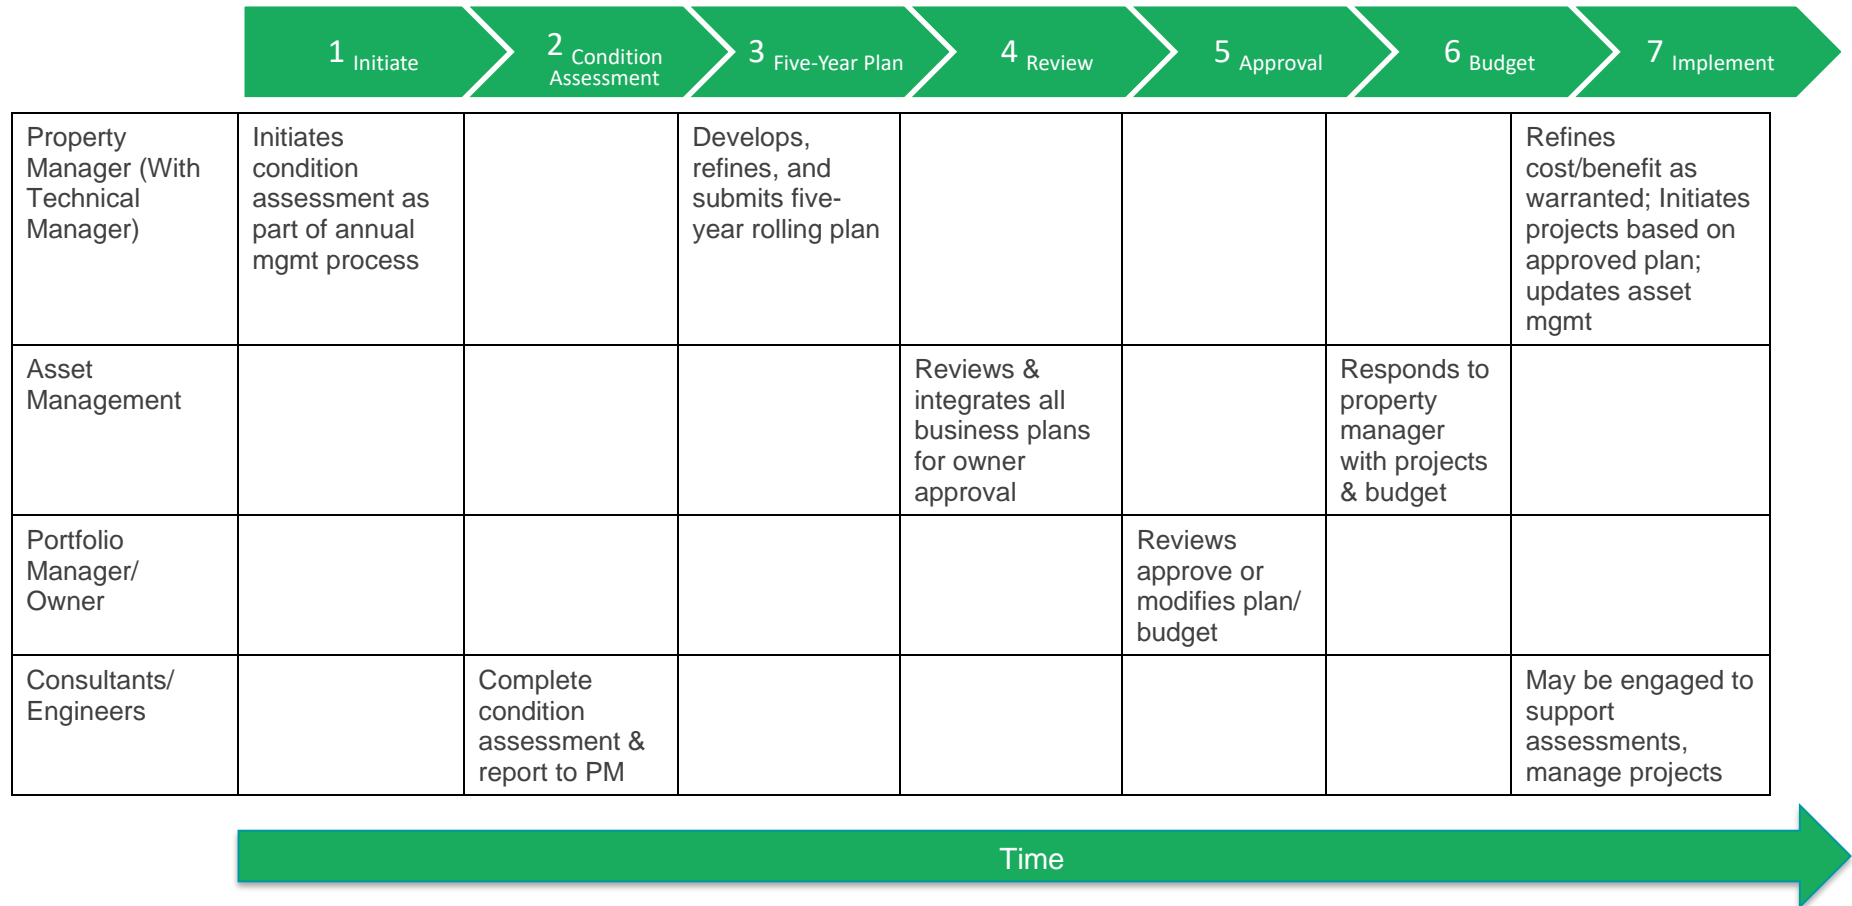 1 Initiate
2 Condition
Assessment
3 Five-Year Plan
4 Review
5 Approval
6 Budget
7 Implement
Property
Manager (With
Technical
Manager)
Initiates
condition
assessment as
part of annual
mgmt process
Develops,
refines, and
submits five-
year rolling plan
Refines
cost/benefit as
warranted; Initiates
projects based on
approved plan;
updates asset
mgmt
Asset
Management
Reviews &
integrates all
business plans
for owner
approval
Responds to
property
manager
with projects
& budget
Portfolio
Manager/
Owner
Reviews
approve or
modifies plan/
budget
Consultants/
Engineers
Complete
condition
assessment &
report to PM
May be engaged to
support
assessments,
manage projects
Time